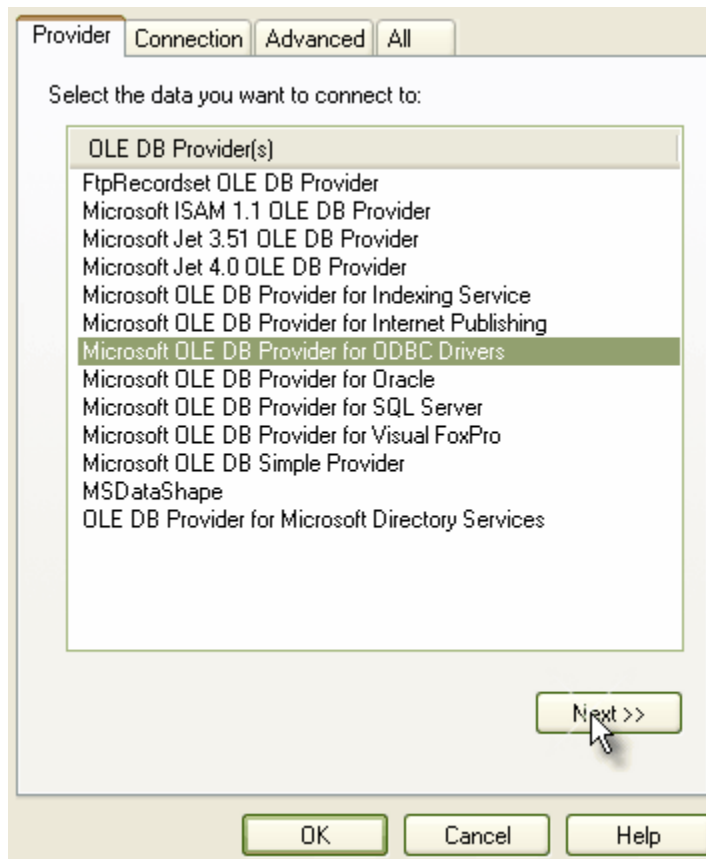 Provider Connection Advanced All
Select the data you want to connect to:
OLE DB Provider(s)
FtpRecordset OLE DB Provider
Microsoft ISAM 1.1 OLE DB Provider
Microsoft Jet 3.51 OLE DB Provider
Microsoft Jet 4.0 OLE DB Provider
Microsoft OLE DB Provider for Indexing Service
Microsoft OLE DB Provider for Internet Publishing
Microsoft OLE DB Provider for ODBC Drivers
Microsoft OLE DB Provider for Oracle
Microsoft OLE DB Provider for SQL Server
Microsoft OLE DB Provider for Visual FoxPro
Microsoft OLE DB Simple Provider
MSDataShape
OLE DB Provider for Microsoft Directory Services
Next >>
OK Cancel Help